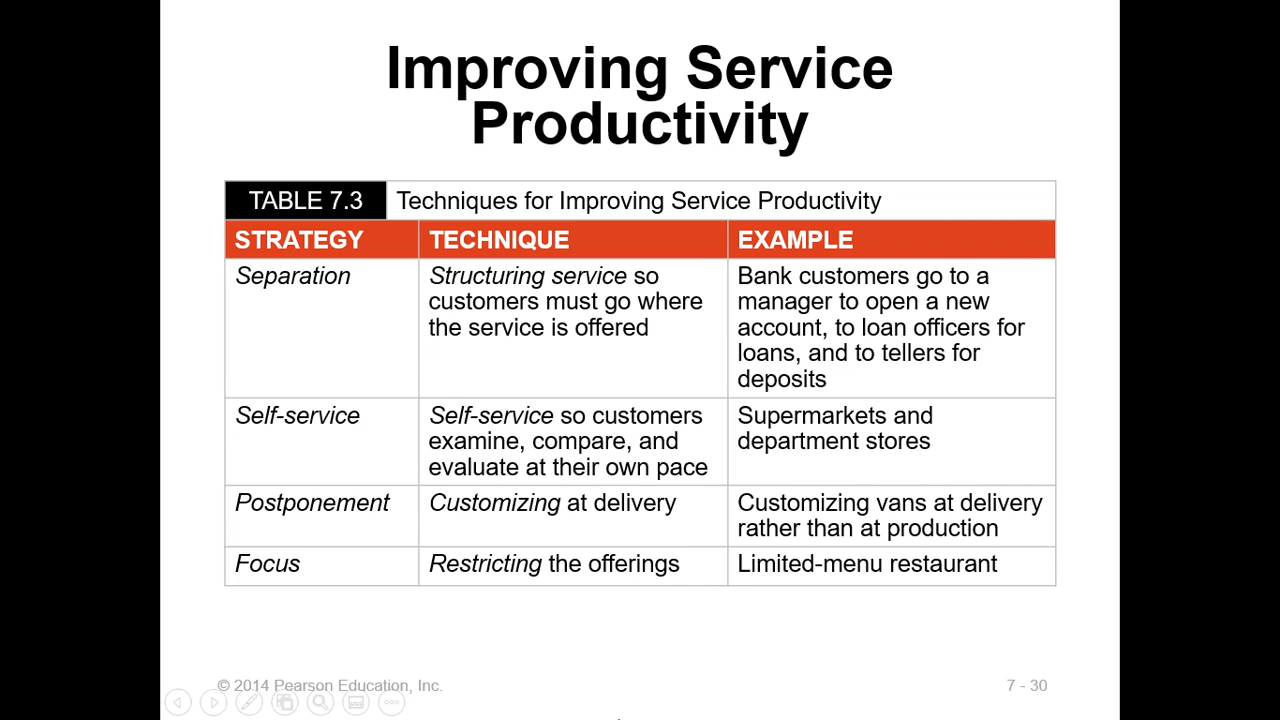 Improving Service
Productivity
TABLE 7.3
Techniques for Improving Service Productivity
STRATEGY
TECHNIQUE
EXAMPLE
Separation
Structuring service so
customers must go where
the service is offered
Bank customers go to a
manager to open a new
account, to loan officers for
loans, and to tellers for
deposits
Self-service
Self-service so customers
examine, compare, and
evaluate at their own pace
Supermarkets and
department stores
Postponement
Customizing at delivery
Customizing vans at delivery
rather than at production
Focus
Restricting the offerings
Limited-menu restaurant
© 2014 Pearson Education, Inc.
7 - 30